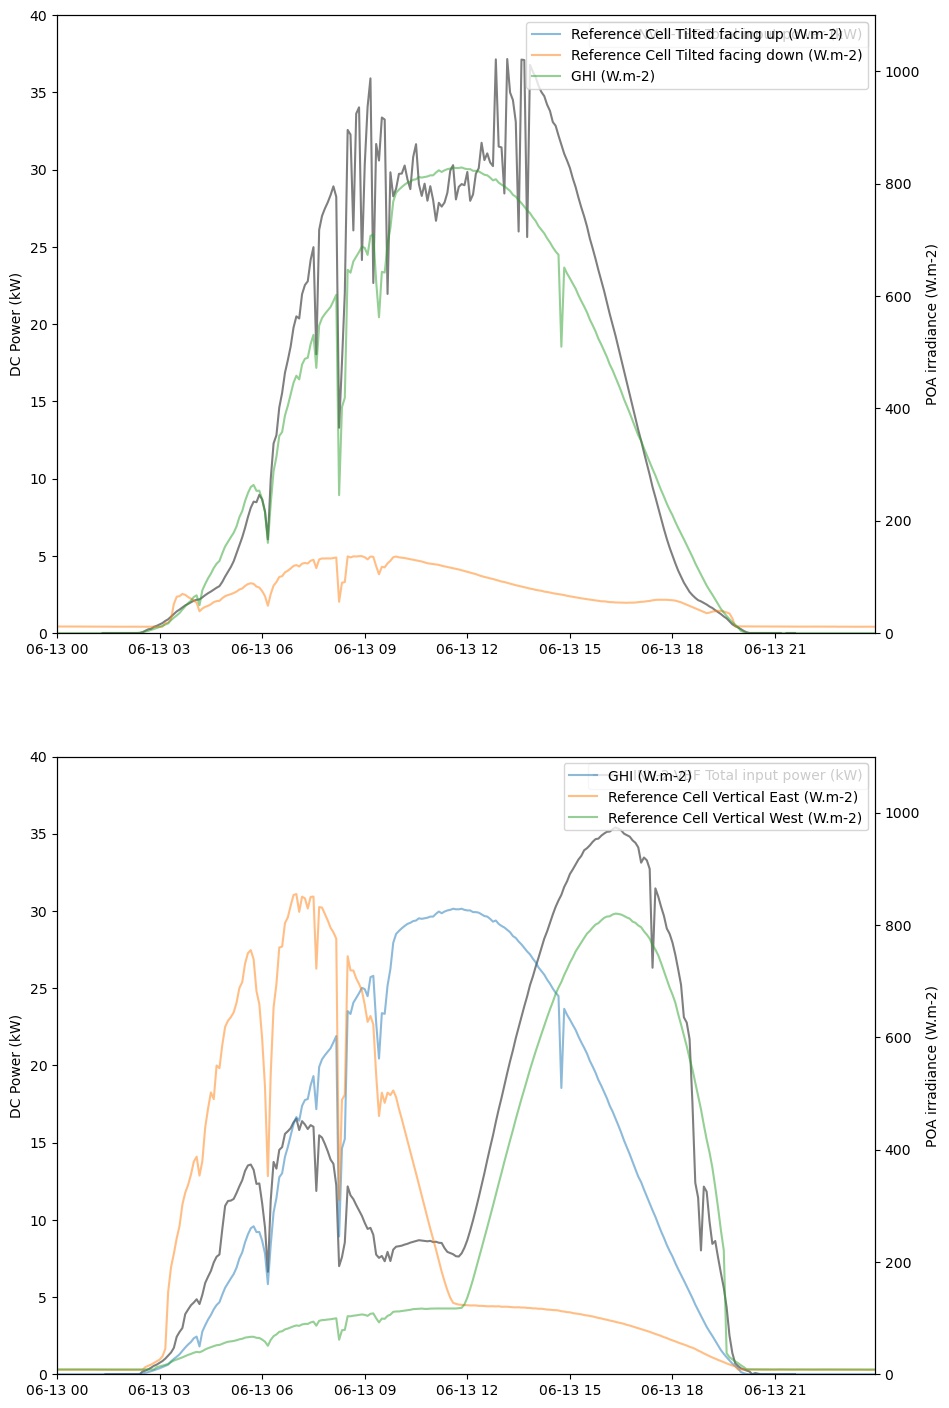 40
35
30
25
20
15
10
5
0
DC Power (kW)
Reference Cell Tilted facing up (W.m-2)
Reference Cell Tilted facing down (W.m-2)
GHI (W.m-2)
1000
800
600
400
200
0
POA irradiance (W.m-2)
06-13 00 06-13 03 06-13 06 06-13 09 06-13 12 06-13 15 06-13 18 06-13 21
40
35
30
25
20
15
10
5
0
DC Power (kW)
GHI (W.m-2) Total input power (kW)
Reference Cell Vertical East (W.m-2)
Reference Cell Vertical West (W.m-2)
1000
800
600
400
200
0
POA irradiance (W.m-2)
06-13 00 06-13 03 06-13 06 06-13 09 06-13 12 06-13 15 06-13 18 06-13 21